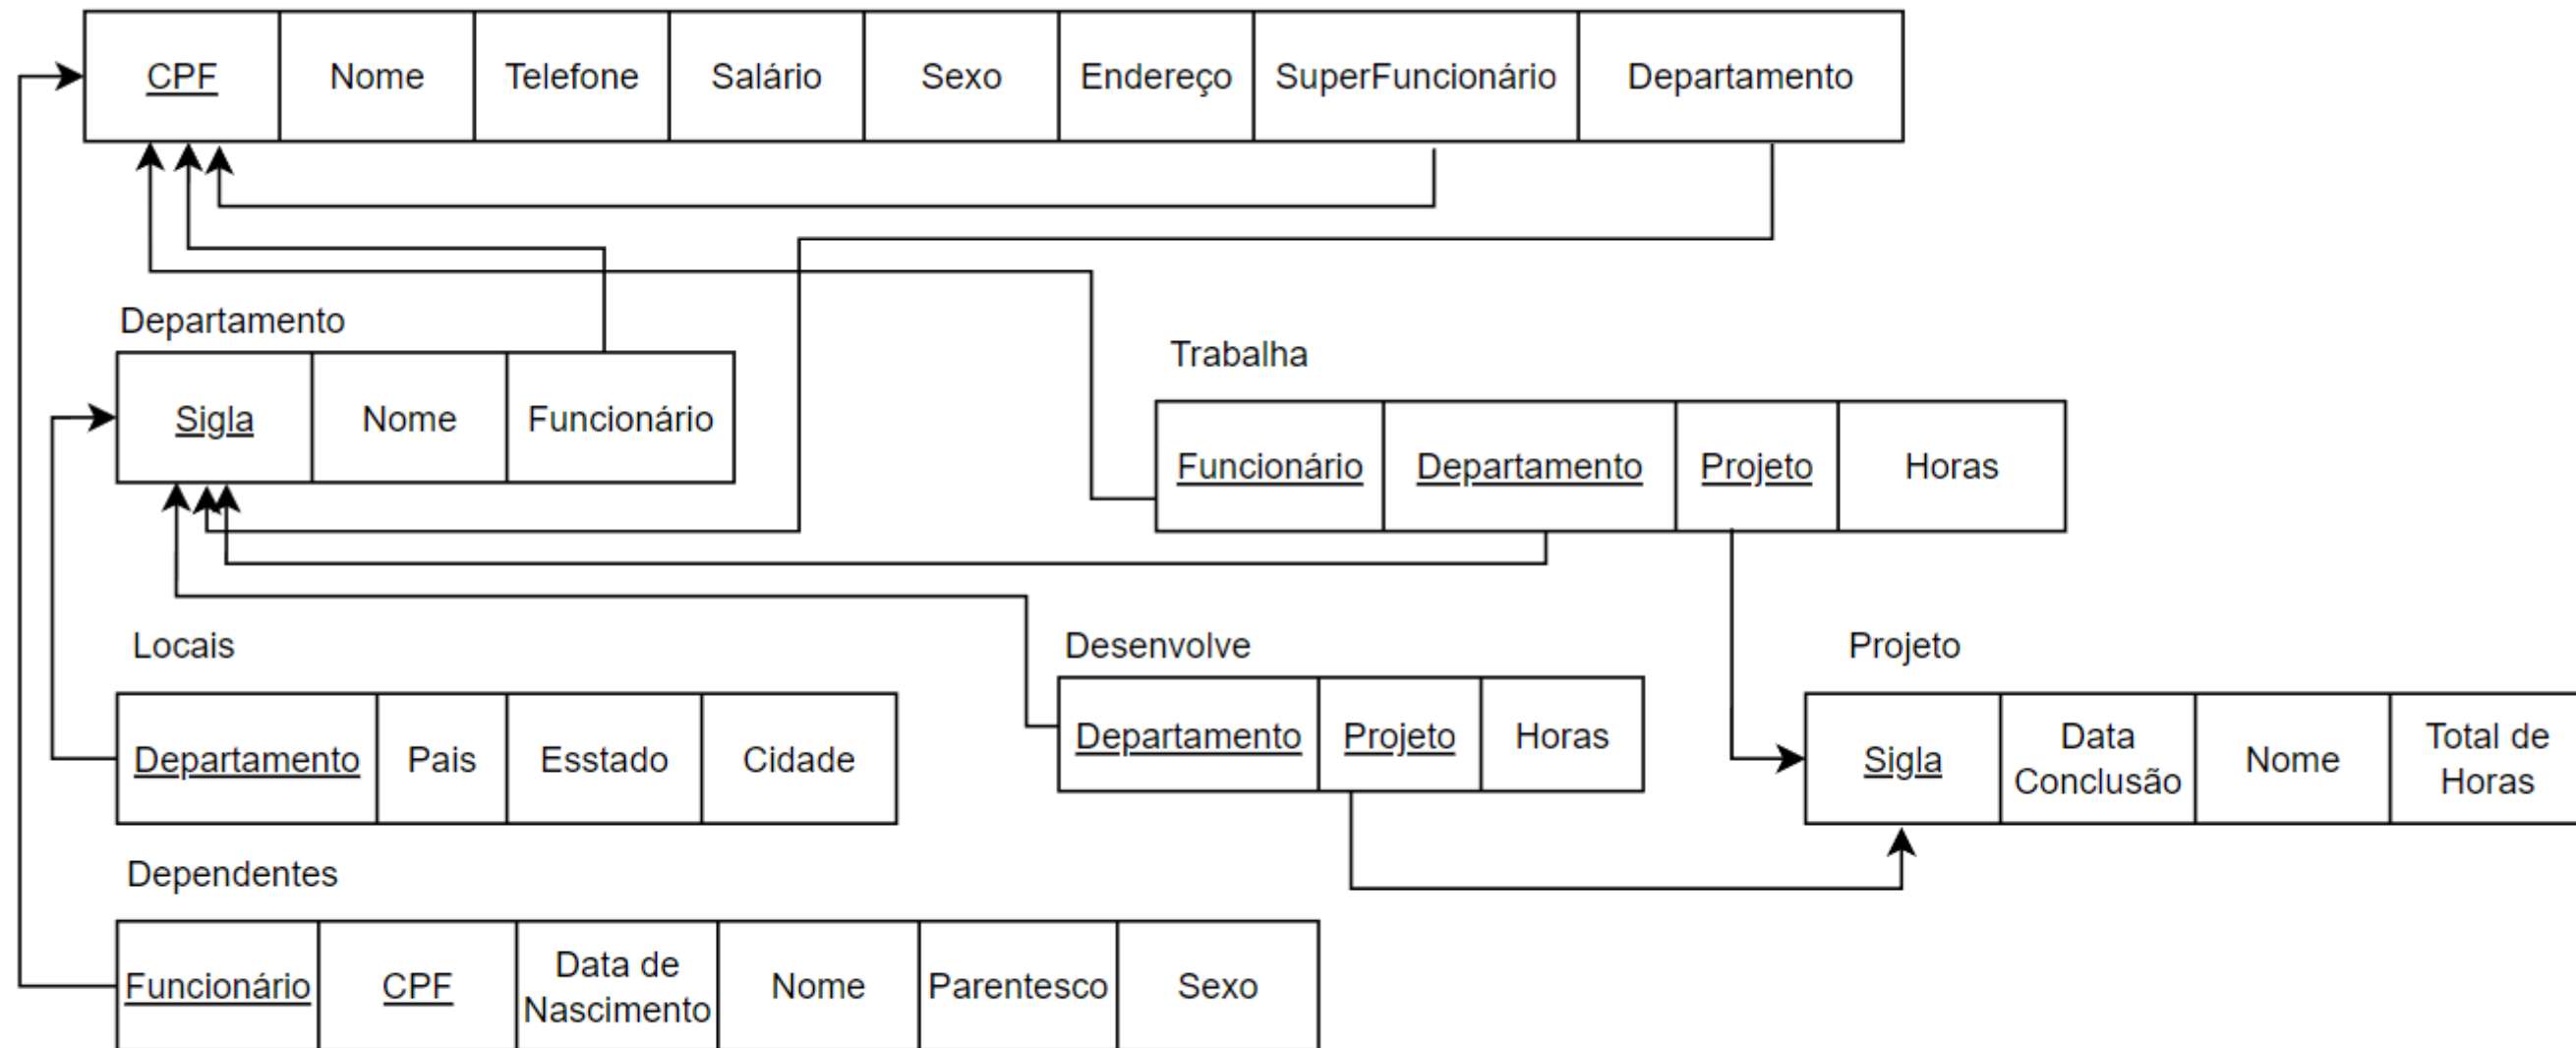 CPF Nome Telefone Salário Sexo Endereço SuperFuncionário Departamento
Departamento
Sigla Nome Funcionário
Trabalha
Funcionário Departamento Projeto Horas
Locais
Departamento Pais Esstado Cidade
Desenvolve
Departamento Projeto Horas
Projeto
Sigla Data Conclusão Nome Total de Horas
Dependentes
Funcionário CPF Data de Nascimento Nome Parentesco Sexo